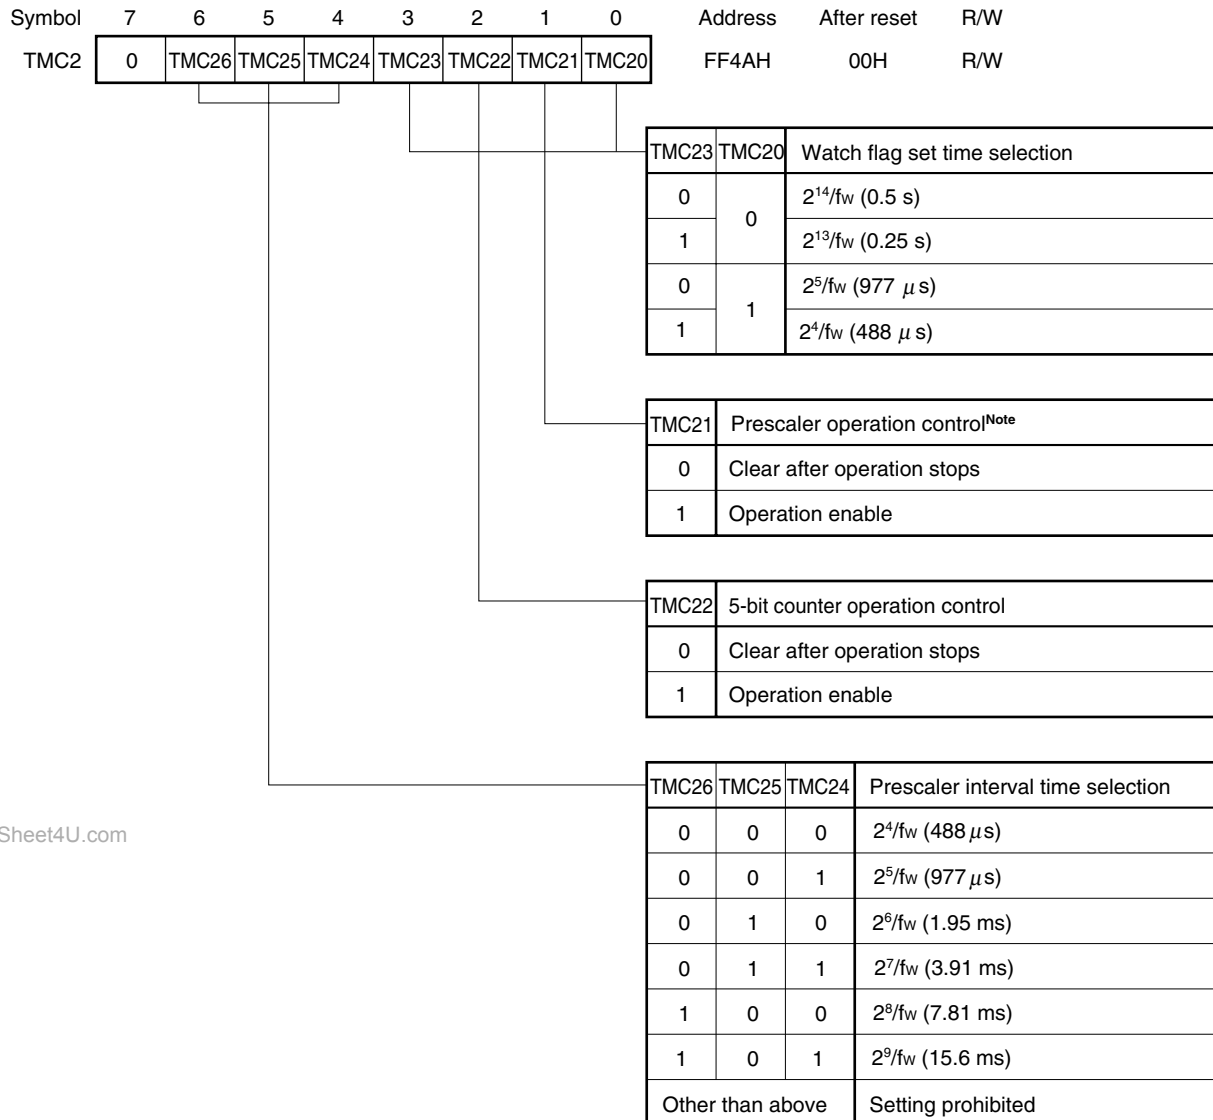 Symbol 7 6 5 4 3 2 1 0 Address After reset R/W
TMC2 0 TMC26 TMC25 TMC24 TMC23 TMC22 TMC21 TMC20 FF4AH 00H R/W
TMC23 TMC20 Watch flag set time selection
0 0 2¹⁴/fw (0.5 s)
1 2¹³/fw (0.25 s)
0 1 2⁵/fw (977 μs)
1 2⁴/fw (488 μs)
TMC21 Prescaler operation controlNote
0 Clear after operation stops
1 Operation enable
TMC22 5-bit counter operation control
0 Clear after operation stops
1 Operation enable
TMC26 TMC25 TMC24 Prescaler interval time selection
0 0 0 2⁴/fw (488 μs)
0 0 1 2⁵/fw (977 μs)
0 1 0 2⁶/fw (1.95 ms)
0 1 1 2⁷/fw (3.91 ms)
1 0 0 2⁸/fw (7.81 ms)
1 0 1 2⁹/fw (15.6 ms)
Other than above Setting prohibited
Sheet4U.com